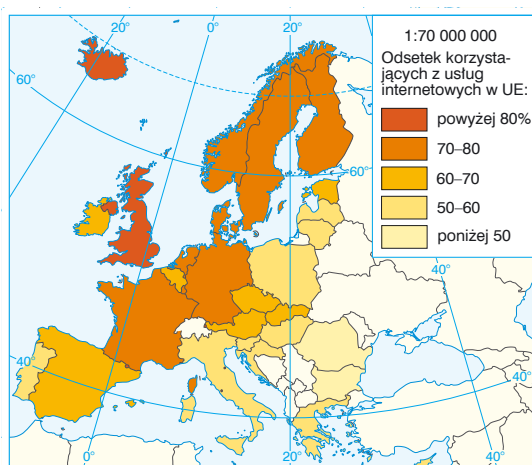 20°
0°
20°
60°
60°
40°
40°
40°
0°
20°
40°
1:70 000 000
Odsetek korzysta-
jących z usług
internetowych w UE:
powyżej 80%
70–80
60–70
50–60
poniżej 50